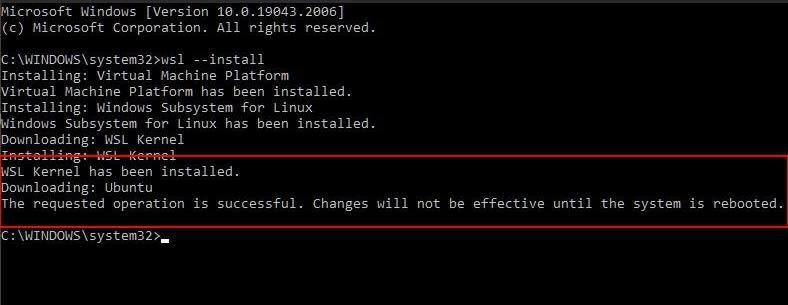 Microsoft Windows [Version 10.0.19043.2006]
(c) Microsoft Corporation. All rights reserved.
C:\WINDOWS\system32>wsl --install
Installing: Virtual Machine Platform
Virtual Machine Platform has been installed.
Installing: Windows Subsystem for Linux
Windows Subsystem for Linux has been installed.
Downloading: WSL Kernel
Installing: WSL Kernel
WSL Kernel has been installed.
Downloading: Ubuntu
The requested operation is successful. Changes will not be effective until the system is rebooted.
C:\WINDOWS\system32>